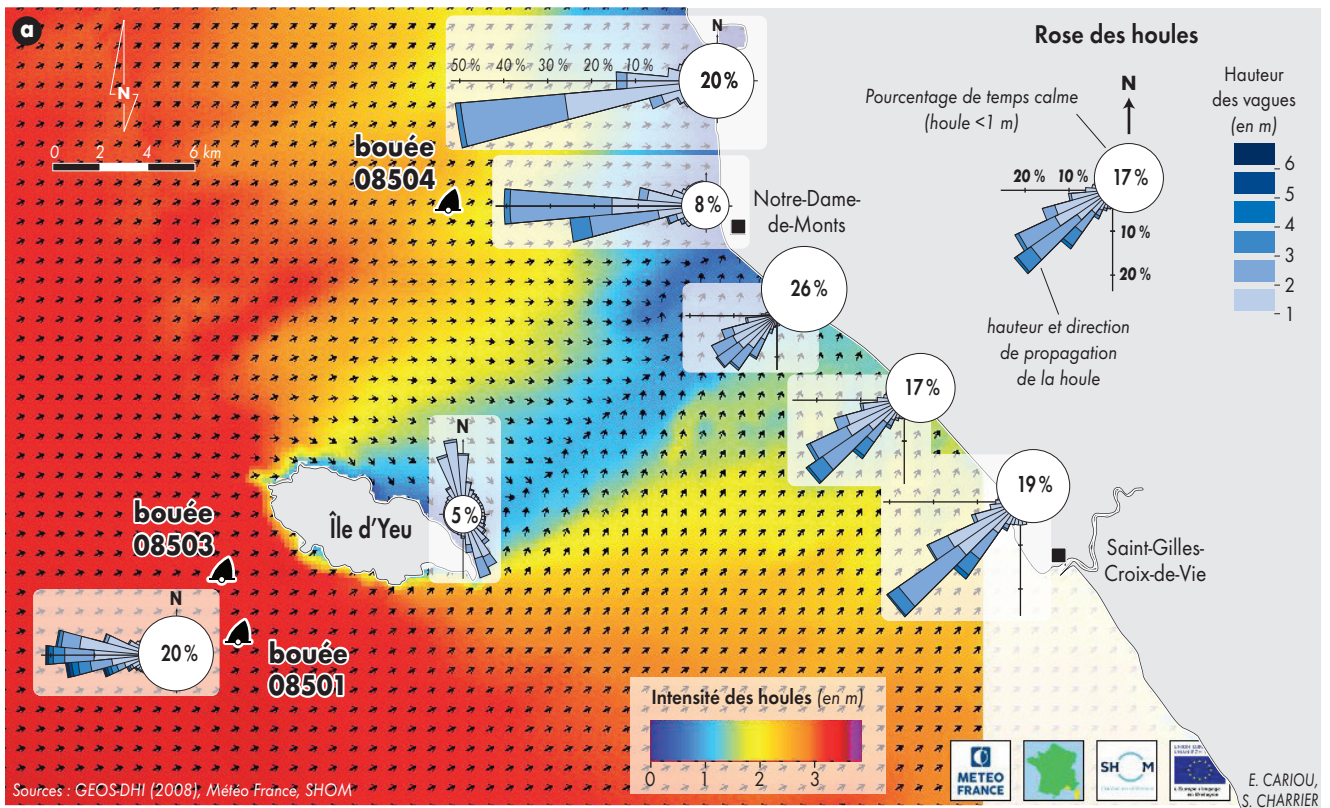 a
N
0 2 4 6 km
bouée
08504
50% 40% 30% 20% 10%
N
20%
8%
Notre-Dame-
de-Monts
26%
17%
19%
Saint-Gilles-
Croix-de-Vie
N
5%
Île d'Yeu
bouée
08503
N
20%
bouée
08501
Rose des houles
Pourcentage de temps calme
(houle <1 m)
N
17%
20% 10%
10%
20%
hauteur et direction
de propagation
de la houle
Hauteur
des vagues
(en m)
6
5
4
3
2
1
Intensité des houles (en m)
0 1 2 3
Sources : GEOS-DHI (2008), Météo France, SHOM
METEO
FRANCE
SHOM
E. CARIOU,
S. CHARRIER